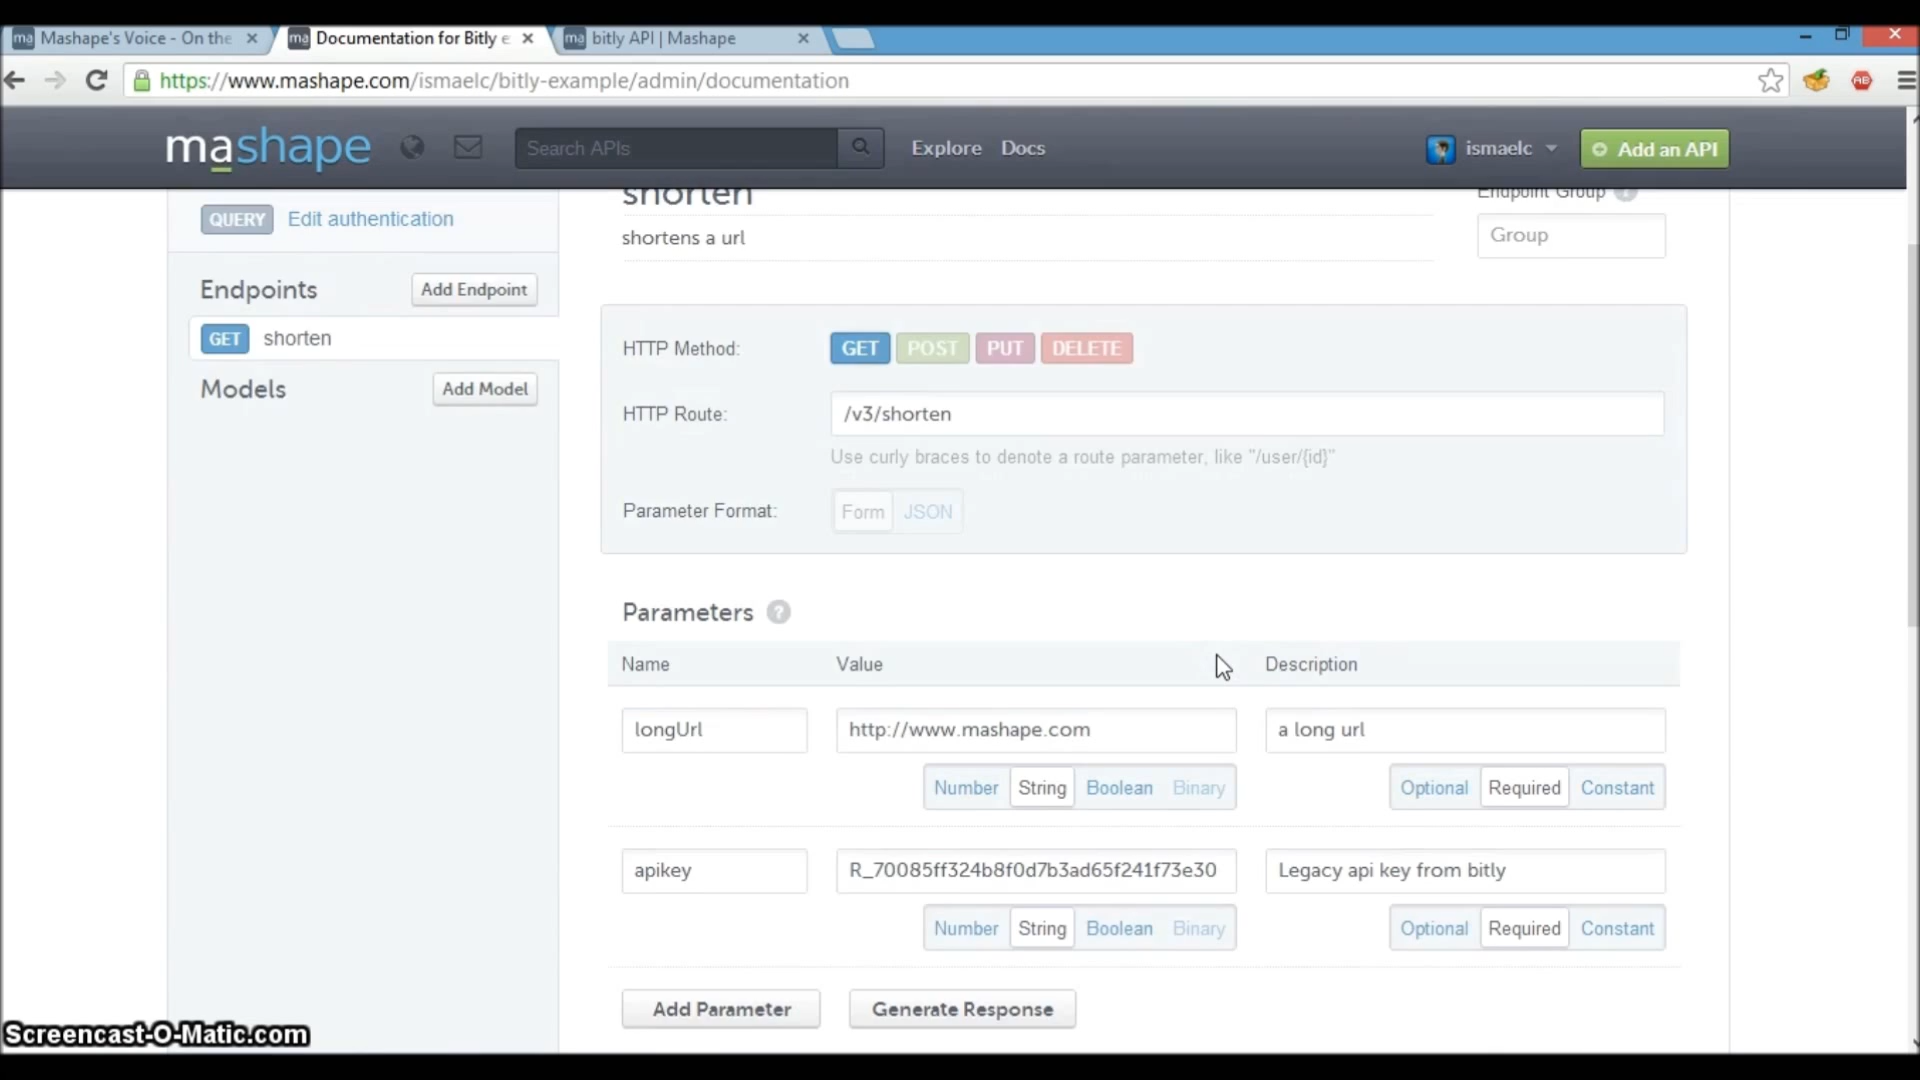 ma Mashape's Voice - On the
ma Documentation for Bitly e
ma bitly API | Mashape
https://www.mashape.com/ismaelc/bitly-example/admin/documentation
mashape
Search APIs
Explore
Docs
ismaelc
Add an API
shorten
Endpoint Group
QUERY Edit authentication
shortens a url
Group
Endpoints
Add Endpoint
GET shorten
Models
Add Model
HTTP Method:
GET POST PUT DELETE
HTTP Route:
/v3/shorten
Use curly braces to denote a route parameter, like "/user/{id}"
Parameter Format:
Form JSON
Parameters ?
Name Value Description
longUrl http://www.mashape.com a long url
Number String Boolean Binary Optional Required Constant
apikey R_70085ff324b8f0d7b3ad65f241f73e30 Legacy api key from bitly
Number String Boolean Binary Optional Required Constant
Add Parameter Generate Response
Screencast-O-Matic.com